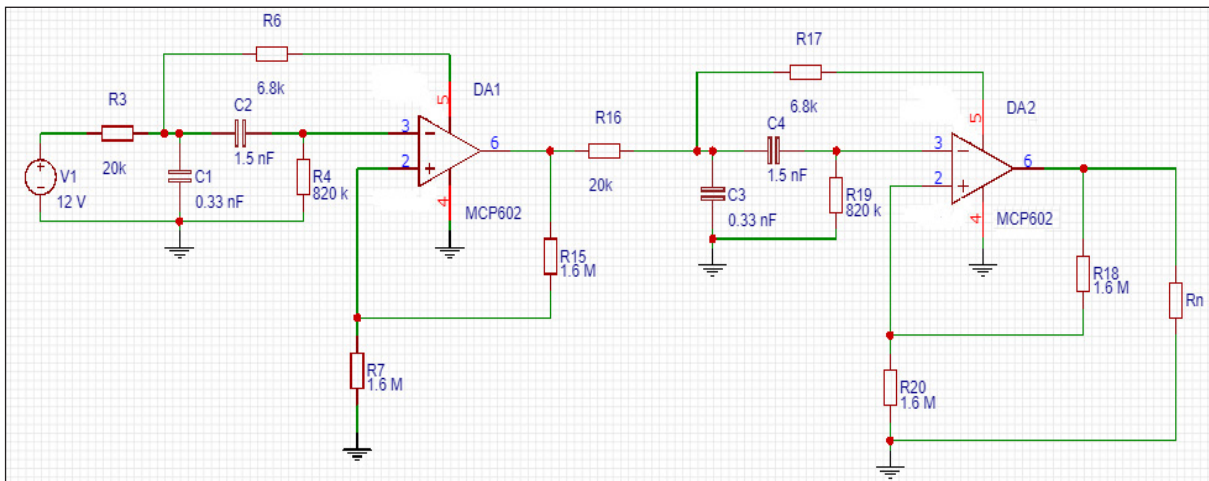 R6
6.8k
R3
20k
V1
12 V
C2
1.5 nF
C1
0.33 nF
R4
820 k
DA1
5
3
2
6
4
MCP602
R15
1.6 M
R7
1.6 M
R16
20k
R17
6.8k
C4
1.5 nF
C3
0.33 nF
R19
820 k
DA2
5
3
2
6
4
MCP602
R18
1.6 M
Rn
R20
1.6 M